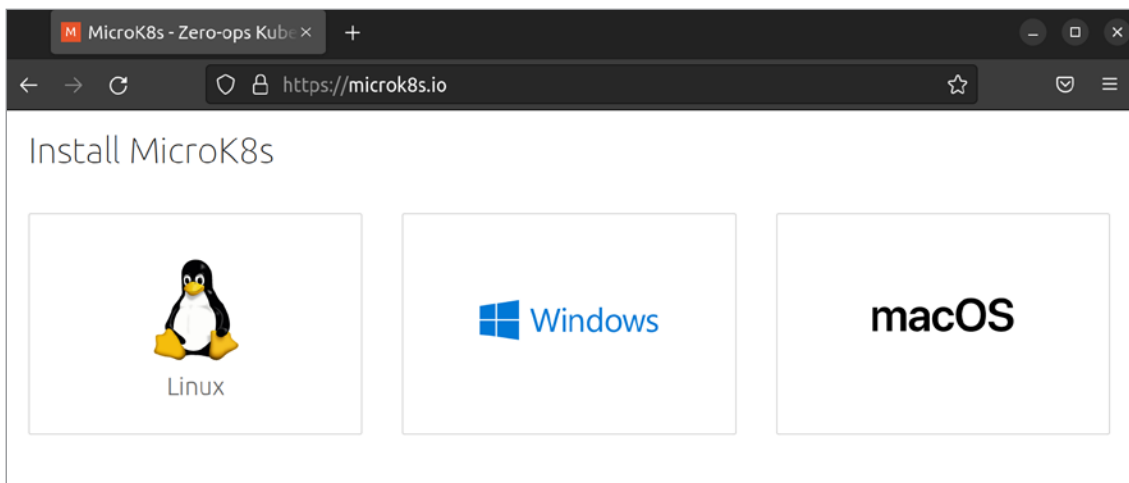 M MicroK8s - Zero-ops Kube
https://microk8s.io
Install MicroK8s
Linux
Windows
macOS